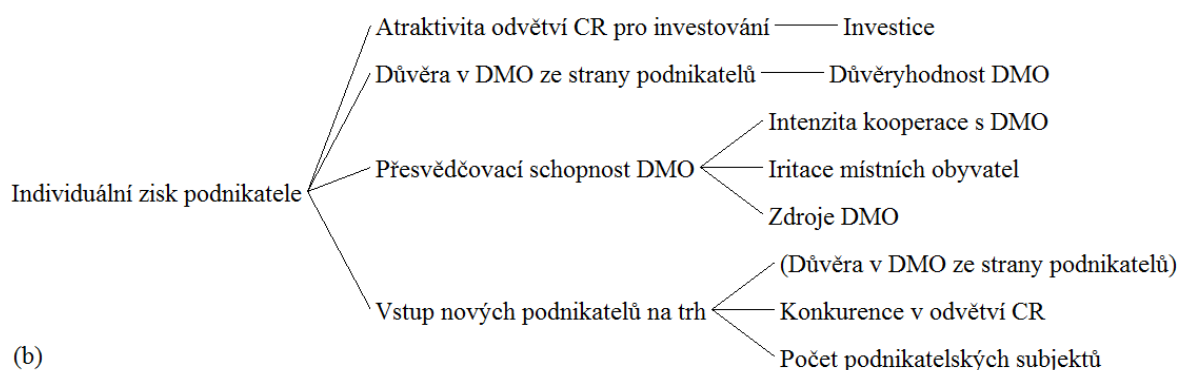 Atraktivita odvětví CR pro investování Investice
Důvěra v DMO ze strany podnikatelů Důvěryhodnost DMO
Intenzita kooperace s DMO
Přesvědčovací schopnost DMO Iritace místních obyvatel
Individuální zisk podnikatele
Zdroje DMO
(Důvěra v DMO ze strany podnikatelů)
Vstup nových podnikatelů na trh Konkurence v odvětví CR
(b) Počet podnikatelských subjektů